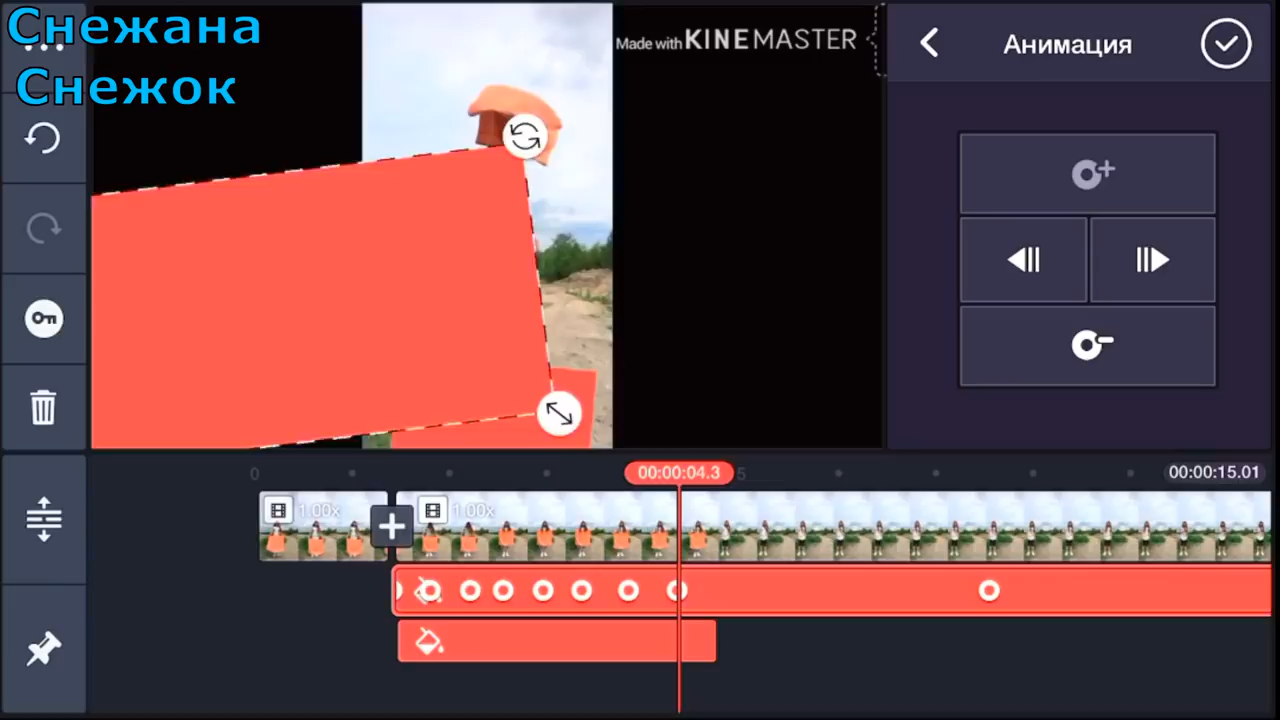 Снежана
Снежок
Made with KINEMASTER
Анимация
0
00:00:04.3
5
00:00:15.01
1.00x
1.00x